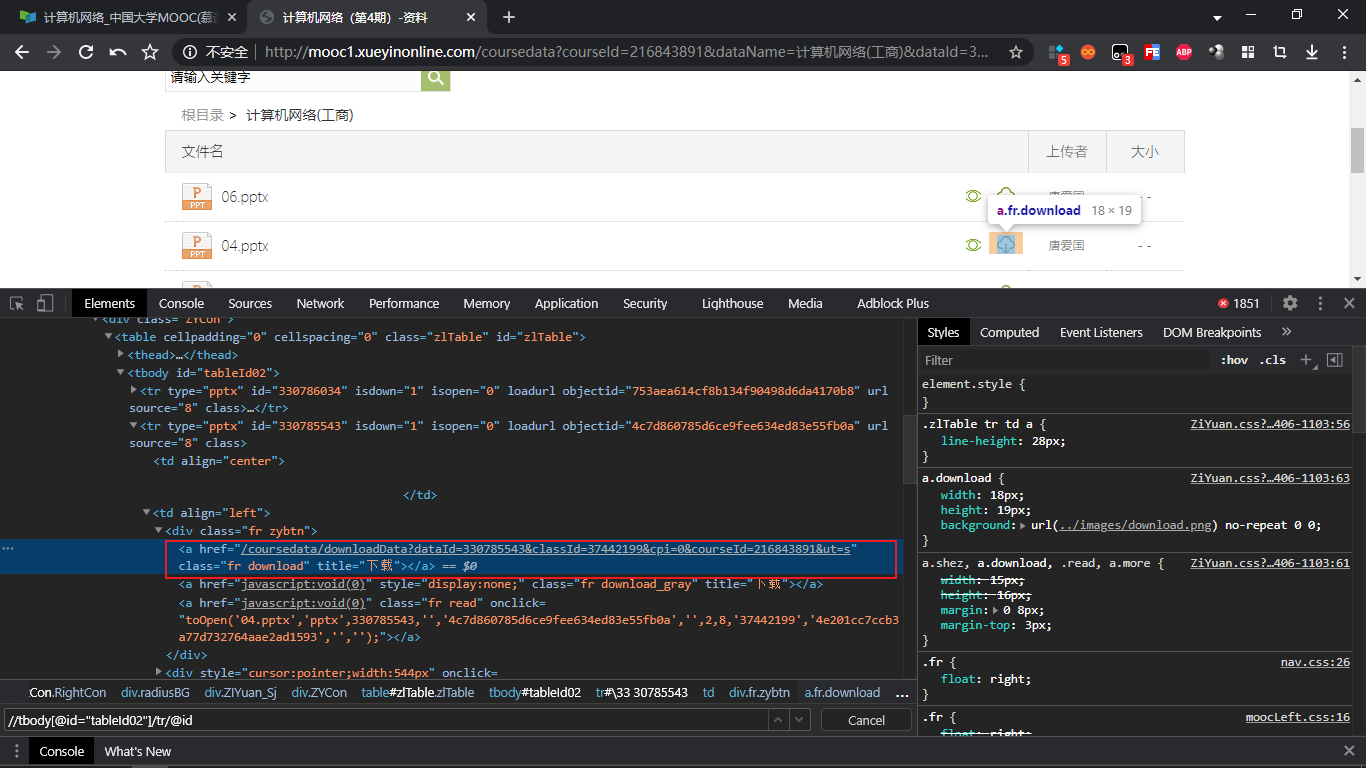 计算机网络_中国大学MOOC(慕
计算机网络（第4期）-资料
不安全
http://mooc1.xueyinonline.com/coursedata?courseId=216843891&dataName=计算机网络(工商)&dataId=3...
5
3
FE
ABP
请输入关键字
根目录 > 计算机网络(工商)
文件名 上传者 大小
P PPT 06.pptx 唐爱国 - -
a.fr.download 18 × 19
P PPT 04.pptx 唐爱国 - -
Elements Console Sources Network Performance Memory Application Security Lighthouse Media Adblock Plus 1851
<div class="ZYCon">
<table cellpadding="0" cellspacing="0" class="zlTable" id="zlTable">
<thead>…</thead>
<tbody id="tableId02">
<tr type="pptx" id="330786034" isdown="1" isopen="0" loadurl objectid="753aea614cf8b134f90498d6da4170b8" url
source="8" class>…</tr>
<tr type="pptx" id="330785543" isdown="1" isopen="0" loadurl objectid="4c7d860785d6ce9fee634ed83e55fb0a" url
source="8" class>
<td align="center">
</td>
<td align="left">
<div class="fr zybtn">
<a href="/coursedata/downloadData?dataId=330785543&classId=37442199&cpi=0&courseId=216843891&ut=s"
class="fr download" title="下载"></a> == $0
<a href="javascript:void(0)" style="display:none;" class="fr download_gray" title="下载"></a>
<a href="javascript:void(0)" class="fr read" onclick=
"toOpen('04.pptx','pptx',330785543,'','4c7d860785d6ce9fee634ed83e55fb0a','',2,8,'37442199','4e201cc7ccb3
a77d732764aae2ad1593','','');"></a>
</div>
<div style="cursor:pointer;width:544px" onclick=
Con.RightCon div.radiusBG div.ZIYuan_Sj div.ZYCon table#zlTable.zlTable tbody#tableId02 tr#\33 30785543 td div.fr.zybtn a.fr.download ...
//tbody[@id="tableId02"]/tr/@id
Cancel
Styles Computed Event Listeners DOM Breakpoints »
Filter :hov .cls +
element.style {
}
.zlTable tr td a { ZiYuan.css?…406-1103:56
line-height: 28px;
}
a.download { ZiYuan.css?…406-1103:63
width: 18px;
height: 19px;
background: url(../images/download.png) no-repeat 0 0;
}
a.shez, a.download, .read, a.more { ZiYuan.css?…406-1103:61
width: 15px;
height: 16px;
margin: 0 8px;
margin-top: 3px;
}
.fr { nav.css:26
float: right;
}
.fr { moocLeft.css:16
float: right;
Console What's New